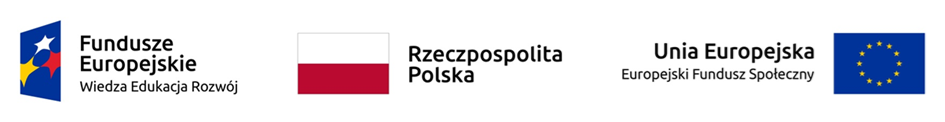 Fundusze
Europejskie
Wiedza Edukacja Rozwój
Rzeczpospolita
Polska
Unia Europejska
Europejski Fundusz Społeczny